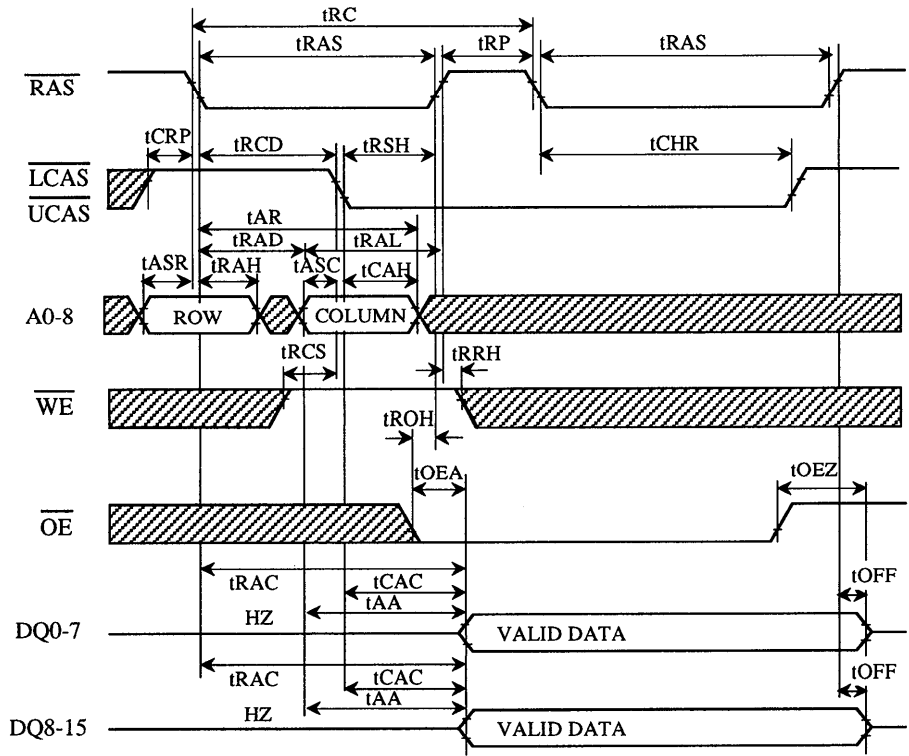 tRC
tRAS tRP tRAS
RAS
tCRP tRCD tRSH tCHR
LCAS
UCAS
tAR
tRAD tRAL
tASR tRAH tASC tCAH
A0-8 ROW COLUMN
tRCS tRRH
WE
tROH
tOEA tOEZ
OE
tRAC tCAC tOFF
tAA
HZ
DQ0-7 VALID DATA
tRAC tCAC tOFF
tAA
HZ
DQ8-15 VALID DATA